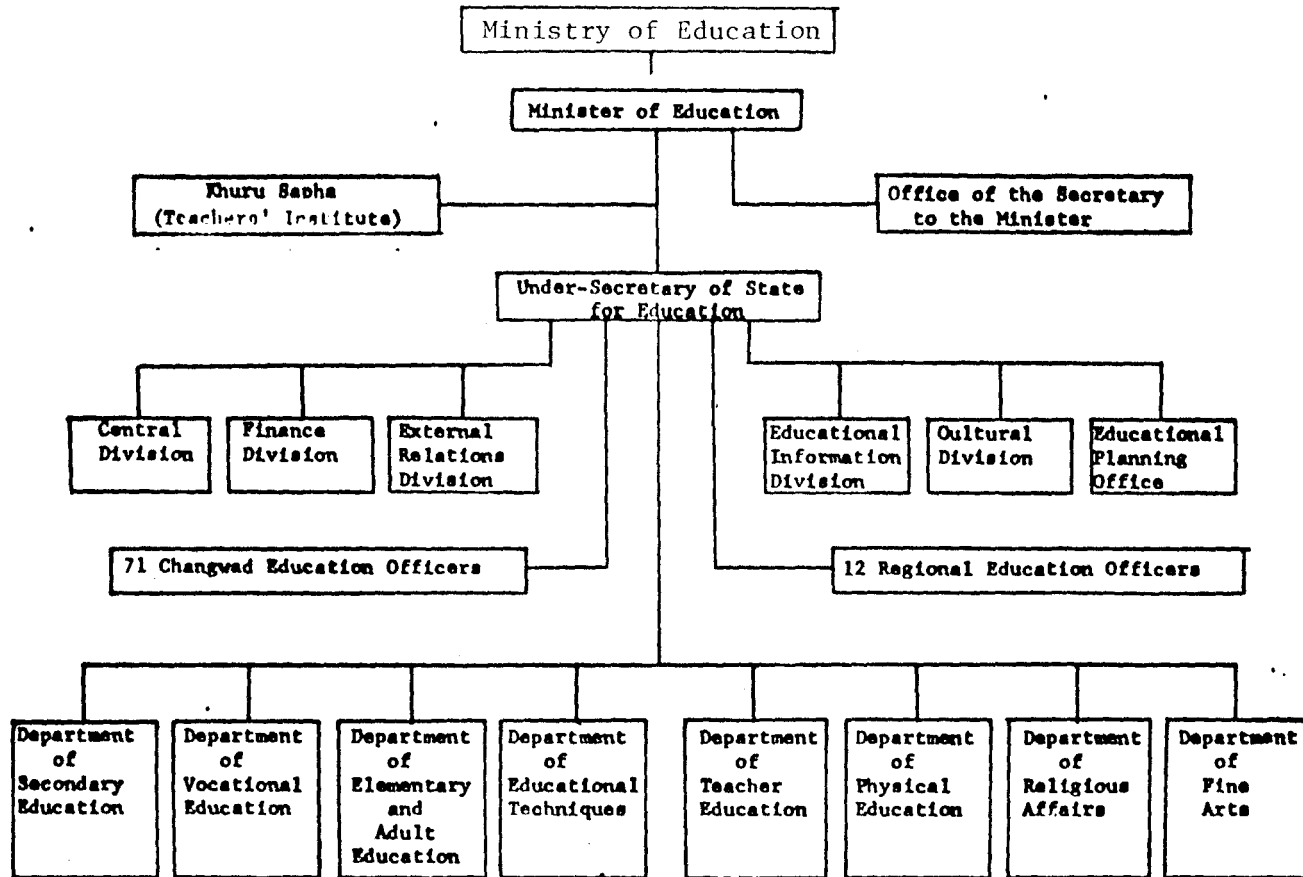 Ministry of Education
Minister of Education
Khuru Sapha
(Teachers' Institute)
Office of the Secretary
to the Minister
Under-Secretary of State
for Education
Central
Division
Finance
Division
External
Relations
Division
Educational
Information
Division
Cultural
Division
Educational
Planning
Office
71 Changwad Education Officers
12 Regional Education Officers
Department
of
Secondary
Education
Department
of
Vocational
Education
Department
of
Elementary
and
Adult
Education
Department
of
Educational
Techniques
Department
of
Teacher
Education
Department
of
Physical
Education
Department
of
Religious
Affairs
Department
of
Fine
Arts